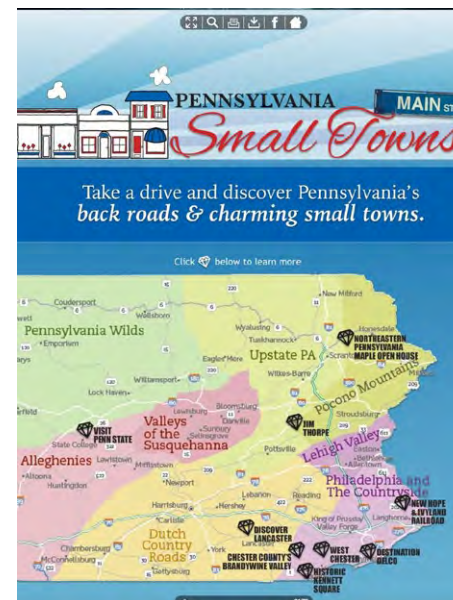 f
PENNSYLVANIA
MAIN ST
Small Towns
Take a drive and discover Pennsylvania's
back roads & charming small towns.
Click below to learn more
New Milford
Coudersport
Wellsboro
Wyalusing
Honesdale
Pennsylvania Wilds
Tunkhannock
NORTHEASTERN
PENNSYLVANIA
MAPLE OPEN HOUSE
Emporium
Upstate PA
Scranton
Eagles Mere
Williamsport
Wilkes-Barre
Pocono Mountains
Lock Haven
Bloomsburg
Stroudsburg
Lewisburg
Danville
VISIT
PENN STATE
Valleys
of the
Susquehanna
Sunbury
Selinsgrove
JIM
THORPE
State College
Lehigh Valley
Alleghenies
Lewistown
Mifflintown
Pottsville
Easton
Bethlehem
Allentown
Altoona
Huntingdon
Newport
Philadelphia and
The Countryside
Lebanon
Reading
Harrisburg
Hershey
NEW HOPE
& IVYLAND
RAILROAD
Carlisle
King of Prussia/
Valley Forge
Langhorne
DISCOVER
LANCASTER
Dutch
Country
Roads
Lancaster
York
Chambersburg
McConnellsburg
CHESTER COUNTY'S
BRANDYWINE VALLEY
WEST
CHESTER
DESTINATION
DELCO
Gettysburg
HISTORIC
KENNETT
SQUARE